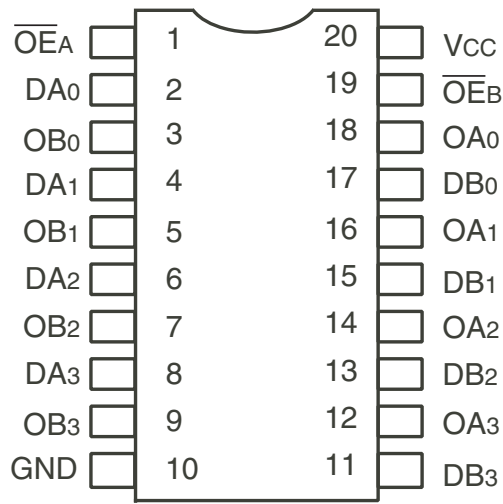 OEA 1 20 VCC
DA0 2 19 OEB
OB0 3 18 OA0
DA1 4 17 DB0
OB1 5 16 OA1
DA2 6 15 DB1
OB2 7 14 OA2
DA3 8 13 DB2
OB3 9 12 OA3
GND 10 11 DB3